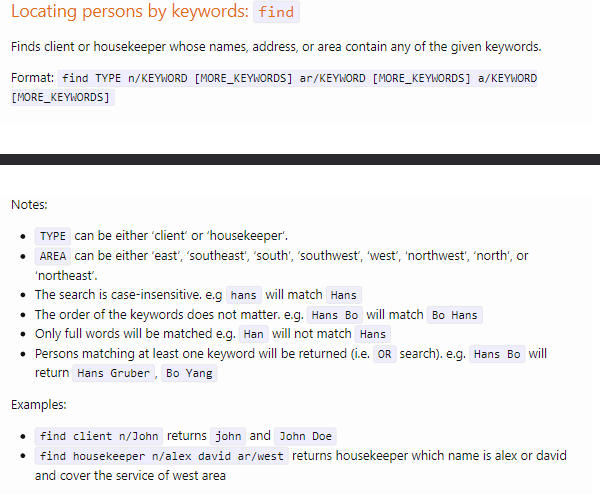 Locating persons by keywords: find
Finds client or housekeeper whose names, address, or area contain any of the given keywords.
Format: find TYPE n/KEYWORD [MORE_KEYWORDS] ar/KEYWORD [MORE_KEYWORDS] a/KEYWORD
[MORE_KEYWORDS]
Notes:
• TYPE can be either ‘client’ or ‘housekeeper’.
• AREA can be either ‘east’, ‘southeast’, ‘south’, ‘southwest’, ‘west’, ‘northwest’, ‘north’, or
‘northeast’.
• The search is case-insensitive. e.g hans will match Hans
• The order of the keywords does not matter. e.g. Hans Bo will match Bo Hans
• Only full words will be matched e.g. Han will not match Hans
• Persons matching at least one keyword will be returned (i.e. OR search). e.g. Hans Bo will
return Hans Gruber , Bo Yang
Examples:
• find client n/John returns john and John Doe
• find housekeeper n/alex david ar/west returns housekeeper which name is alex or david
and cover the service of west area